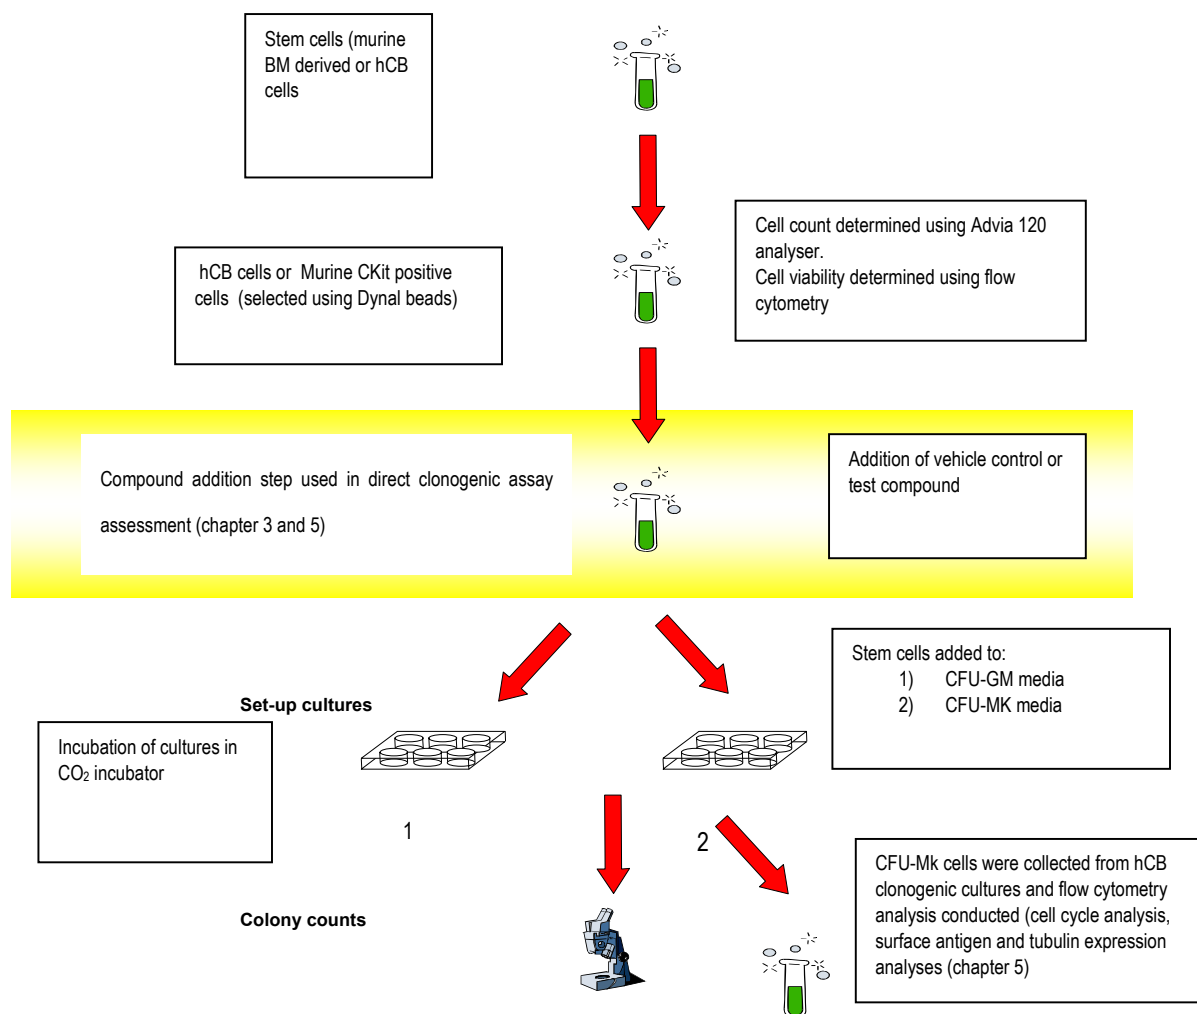 Stem cells (murine
BM derived or hCB
cells
Cell count determined using Advia 120
analyser.
Cell viability determined using flow
cytometry
hCB cells or Murine CKit positive
cells (selected using Dynal beads)
Compound addition step used in direct clonogenic assay
assessment (chapter 3 and 5)
Addition of vehicle control or
test compound
Stem cells added to:
1) CFU-GM media
2) CFU-MK media
Set-up cultures
Incubation of cultures in
CO₂ incubator
1
2
CFU-Mk cells were collected from hCB
clonogenic cultures and flow cytometry
analysis conducted (cell cycle analysis,
surface antigen and tubulin expression
analyses (chapter 5)
Colony counts